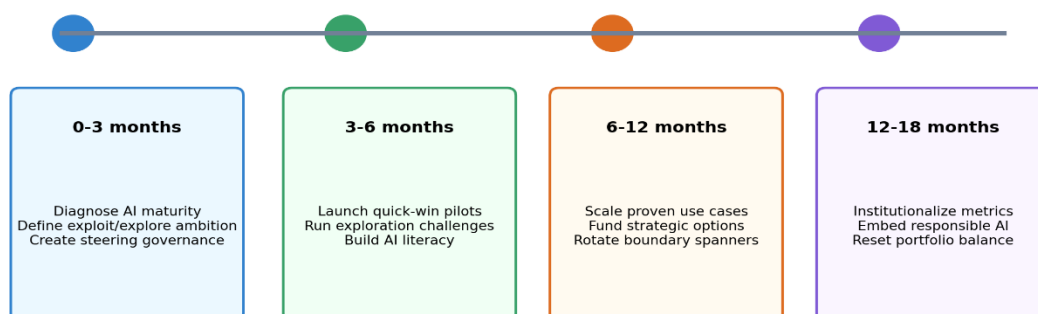 0-3 months
Diagnose AI maturity
Define exploit/explore ambition
Create steering governance
3-6 months
Launch quick-win pilots
Run exploration challenges
Build AI literacy
6-12 months
Scale proven use cases
Fund strategic options
Rotate boundary spanners
12-18 months
Institutionalize metrics
Embed responsible AI
Reset portfolio balance